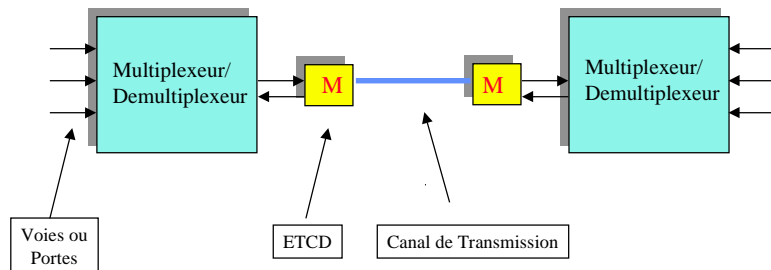 Multiplexeur/
Demultiplexeur
M
M
Multiplexeur/
Demultiplexeur
Voies ou
Portes
ETCD
Canal de Transmission